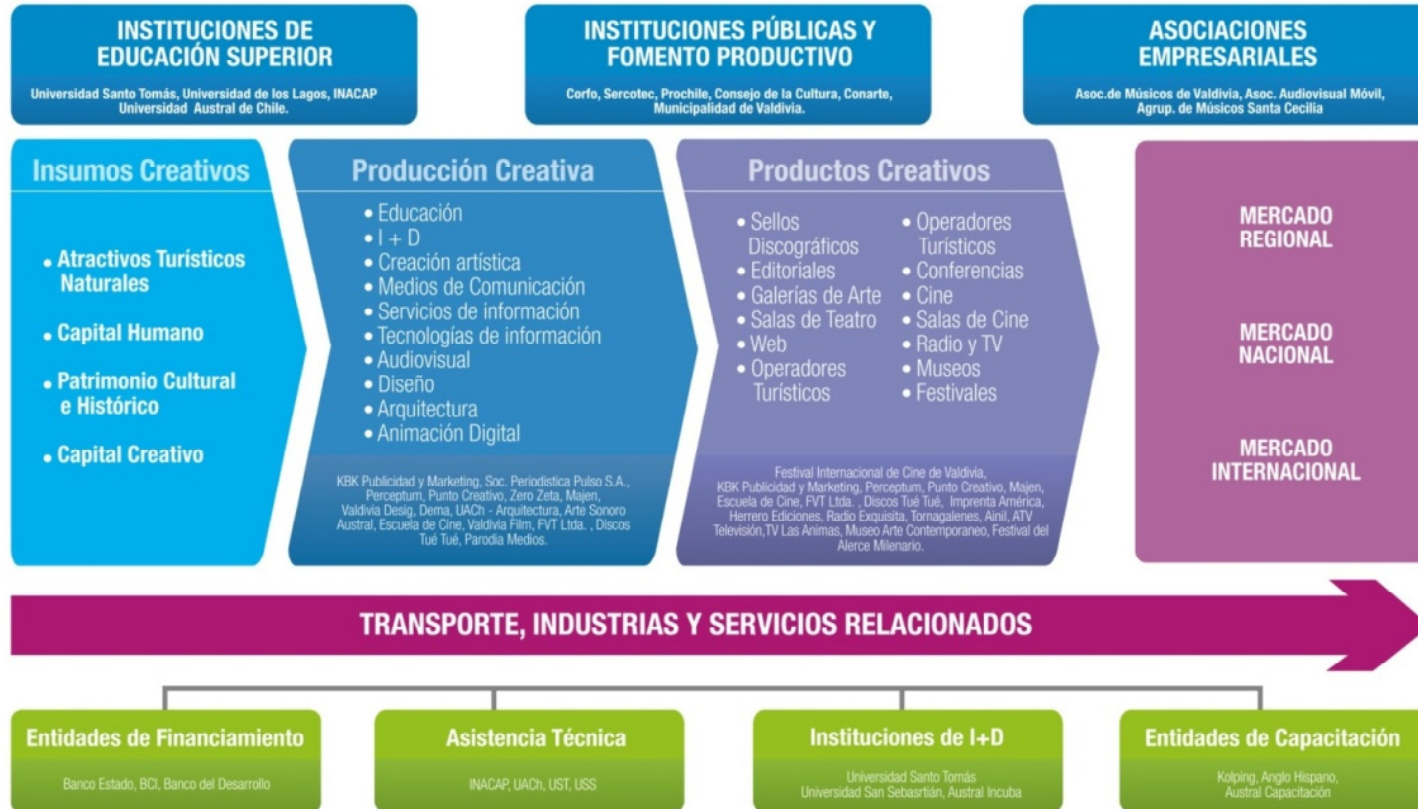 INSTITUCIONES DE
EDUCACIÓN SUPERIOR
Universidad Santo Tomás, Universidad de los Lagos, INACAP
Universidad Austral de Chile.
INSTITUCIONES PÚBLICAS Y
FOMENTO PRODUCTIVO
Corfo, Sercotec, Prochile, Consejo de la Cultura, Conarte,
Municipalidad de Valdivia.
ASOCIACIONES
EMPRESARIALES
Asoc.de Músicos de Valdivia, Asoc. Audiovisual Móvil,
Agrup. de Músicos Santa Cecilia
Insumos Creativos
• Atractivos Turísticos
Naturales
• Capital Humano
• Patrimonio Cultural
e Histórico
• Capital Creativo
Producción Creativa
• Educación
• I + D
• Creación artística
• Medios de Comunicación
• Servicios de información
• Tecnologías de información
• Audiovisual
• Diseño
• Arquitectura
• Animación Digital
KBK Publicidad y Marketing, Soc. Periodistica Pulso S.A.,
Perceptum, Punto Creativo, Zero Zeta, Majen,
Valdivia Desig, Dema, UACh - Arquitectura, Arte Sonoro
Austral, Escuela de Cine, Valdivia Film, FVT Ltda. , Discos
Tué Tué, Parodia Medios.
Productos Creativos
• Sellos
Discográficos
• Editoriales
• Galerías de Arte
• Salas de Teatro
• Web
• Operadores
Turísticos
• Operadores
Turísticos
• Conferencias
• Cine
• Salas de Cine
• Radio y TV
• Museos
• Festivales
Festival Internacional de Cine de Valdivia,
KBK Publicidad y Marketing, Perceptum, Punto Creativo, Majen,
Escuela de Cine, FVT Ltda. , Discos Tué Tué, Imprenta América,
Herrero Ediciones, Radio Exquisita, Tornagalenes, Ainil, ATV
Televisión,TV Las Animas, Museo Arte Contemporaneo, Festival del
Alerce Milenario.
MERCADO
REGIONAL
MERCADO
NACIONAL
MERCADO
INTERNACIONAL
TRANSPORTE, INDUSTRIAS Y SERVICIOS RELACIONADOS
Entidades de Financiamiento
Banco Estado, BCI, Banco del Desarrollo
Asistencia Técnica
INACAP, UACh, UST, USS
Instituciones de I+D
Universidad Santo Tomás
Universidad San Sebasrtián, Austral Incuba
Entidades de Capacitación
Kolping, Anglo Hispano,
Austral Capacitación